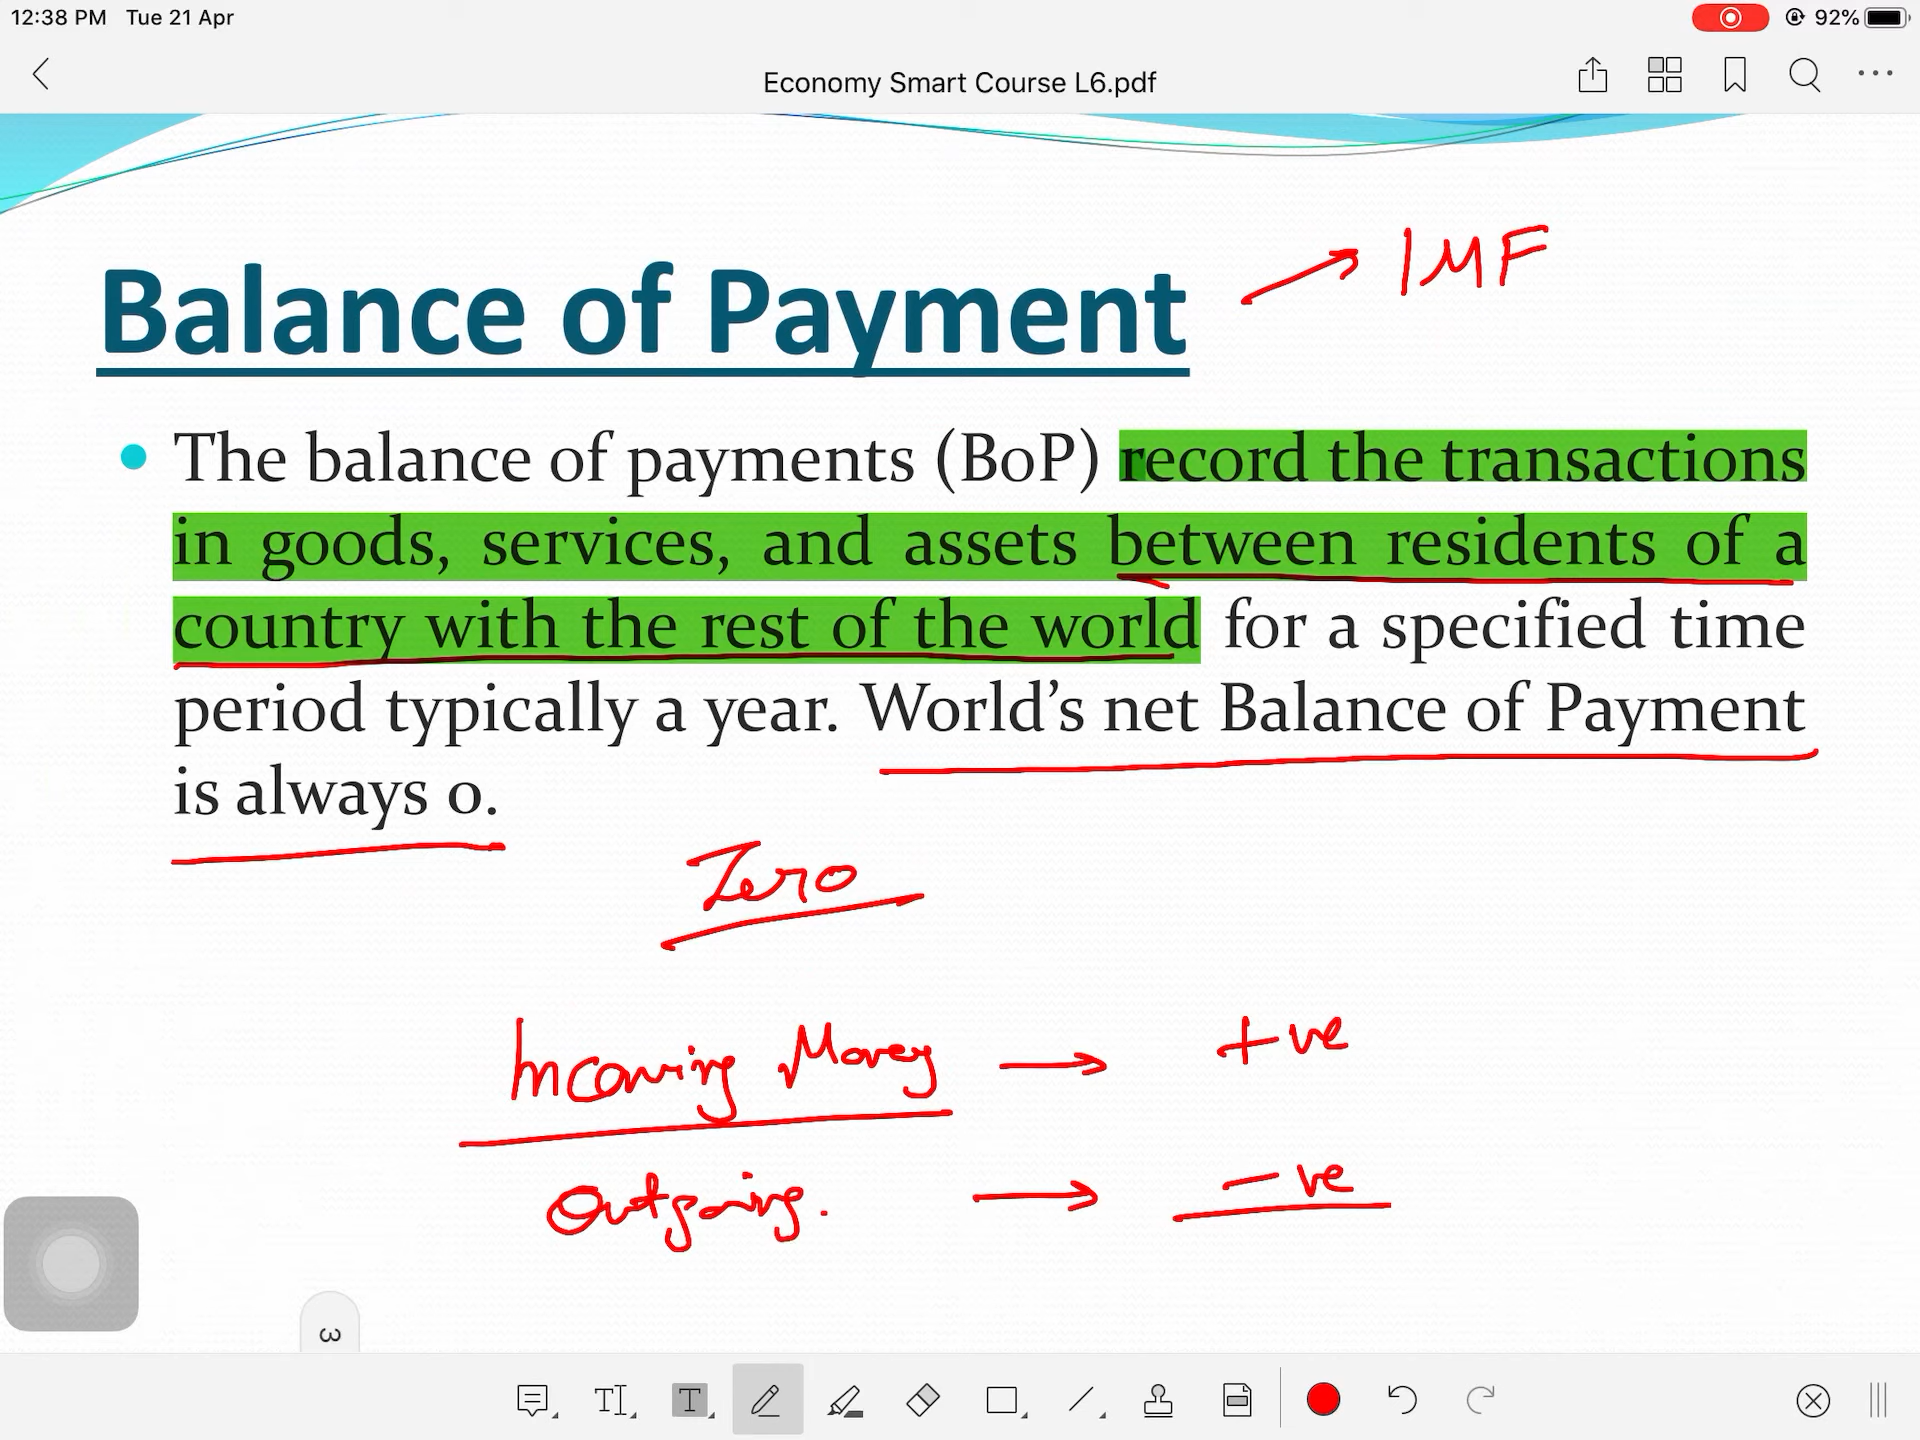 12:38 PM Tue 21 Apr 92%
Economy Smart Course L6.pdf
Balance of Payment → IMF
• The balance of payments (BoP) record the transactions
in goods, services, and assets between residents of a
country with the rest of the world for a specified time
period typically a year. World's net Balance of Payment
is always 0.
Zero
Incoming Money → +ve
Outgoing. → -ve
3